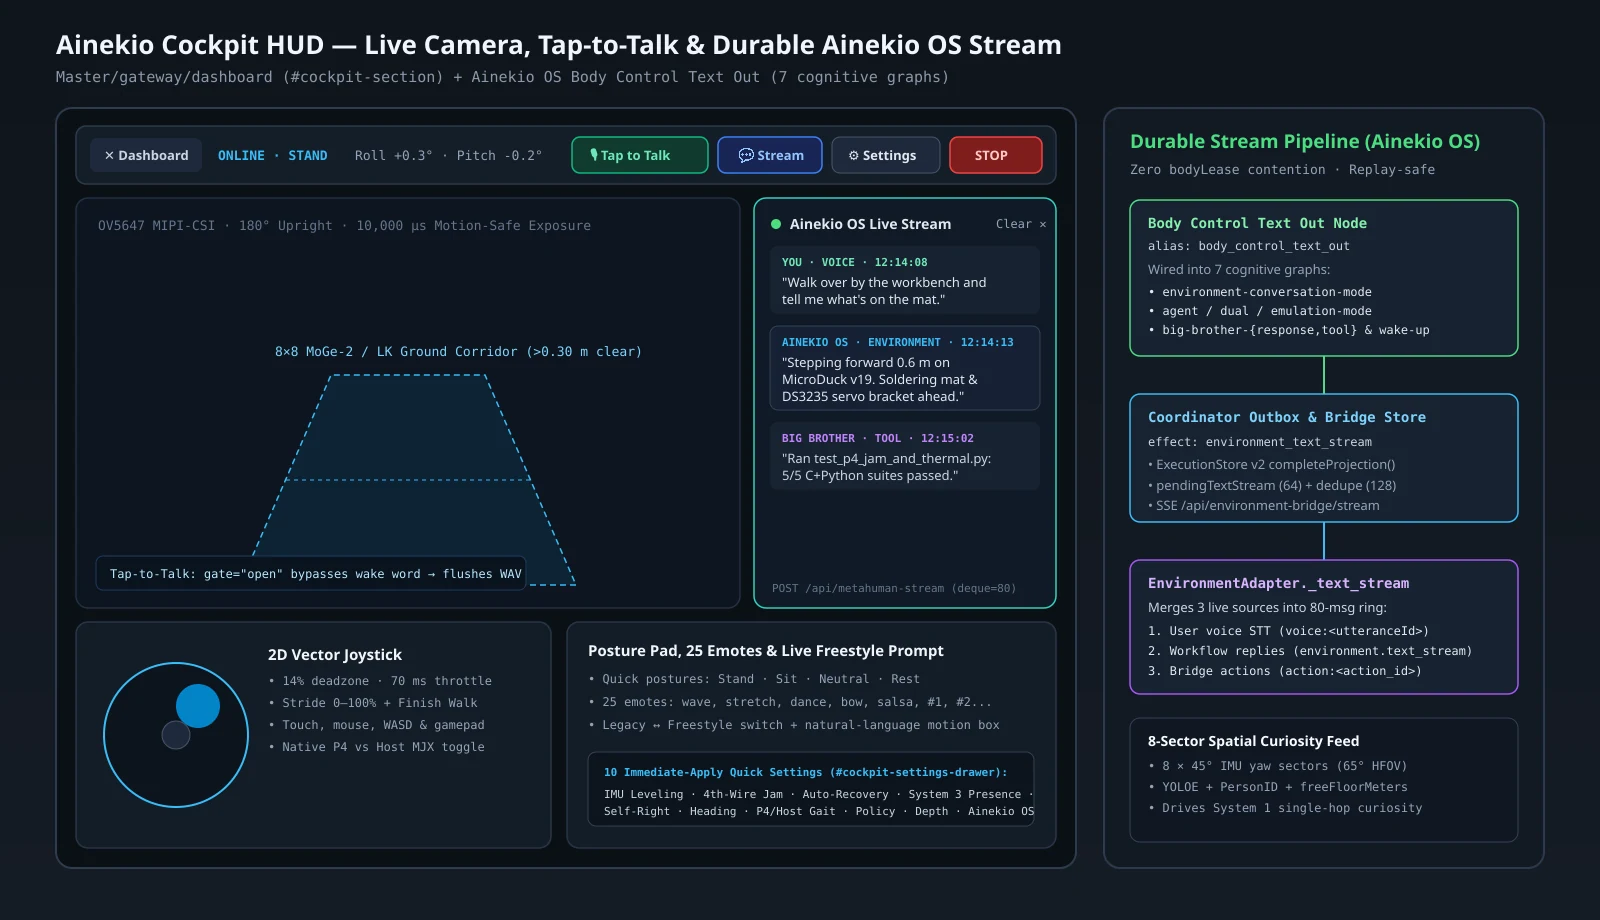 Ainekio Cockpit HUD — Live Camera, Tap-to-Talk & Durable Ainekio OS Stream
Master/gateway/dashboard (#cockpit-section) + Ainekio OS Body Control Text Out (7 cognitive graphs)
✕ Dashboard
ONLINE · STAND
Roll +0.3° · Pitch -0.2°
🎙 Tap to Talk
💬 Stream
⚙ Settings
STOP
OV5647 MIPI-CSI · 180° Upright · 10,000 µs Motion-Safe Exposure
8×8 MoGe-2 / LK Ground Corridor (>0.30 m clear)
Tap-to-Talk: gate="open" bypasses wake word → flushes WAV
Ainekio OS Live Stream
Clear ×
YOU · VOICE · 12:14:08
"Walk over by the workbench and
tell me what's on the mat."
AINEKIO OS · ENVIRONMENT · 12:14:13
"Stepping forward 0.6 m on
MicroDuck v19. Soldering mat &
DS3235 servo bracket ahead."
BIG BROTHER · TOOL · 12:15:02
"Ran test_p4_jam_and_thermal.py:
5/5 C+Python suites passed."
POST /api/metahuman-stream (deque=80)
2D Vector Joystick
• 14% deadzone · 70 ms throttle
• Stride 0–100% + Finish Walk
• Touch, mouse, WASD & gamepad
• Native P4 vs Host MJX toggle
Posture Pad, 25 Emotes & Live Freestyle Prompt
• Quick postures: Stand · Sit · Neutral · Rest
• 25 emotes: wave, stretch, dance, bow, salsa, #1, #2...
• Legacy ↔ Freestyle switch + natural-language motion box
10 Immediate-Apply Quick Settings (#cockpit-settings-drawer):
IMU Leveling · 4th-Wire Jam · Auto-Recovery · System 3 Presence ·
Self-Right · Heading · P4/Host Gait · Policy · Depth · Ainekio OS
Durable Stream Pipeline (Ainekio OS)
Zero bodyLease contention · Replay-safe
Body Control Text Out Node
alias: body_control_text_out
Wired into 7 cognitive graphs:
• environment-conversation-mode
• agent / dual / emulation-mode
• big-brother-{response,tool} & wake-up
Coordinator Outbox & Bridge Store
effect: environment_text_stream
• ExecutionStore v2 completeProjection()
• pendingTextStream (64) + dedupe (128)
• SSE /api/environment-bridge/stream
EnvironmentAdapter._text_stream
Merges 3 live sources into 80-msg ring:
1. User voice STT (voice:<utteranceId>)
2. Workflow replies (environment.text_stream)
3. Bridge actions (action:<action_id>)
8-Sector Spatial Curiosity Feed
• 8 × 45° IMU yaw sectors (65° HFOV)
• YOLOE + PersonID + freeFloorMeters
• Drives System 1 single-hop curiosity